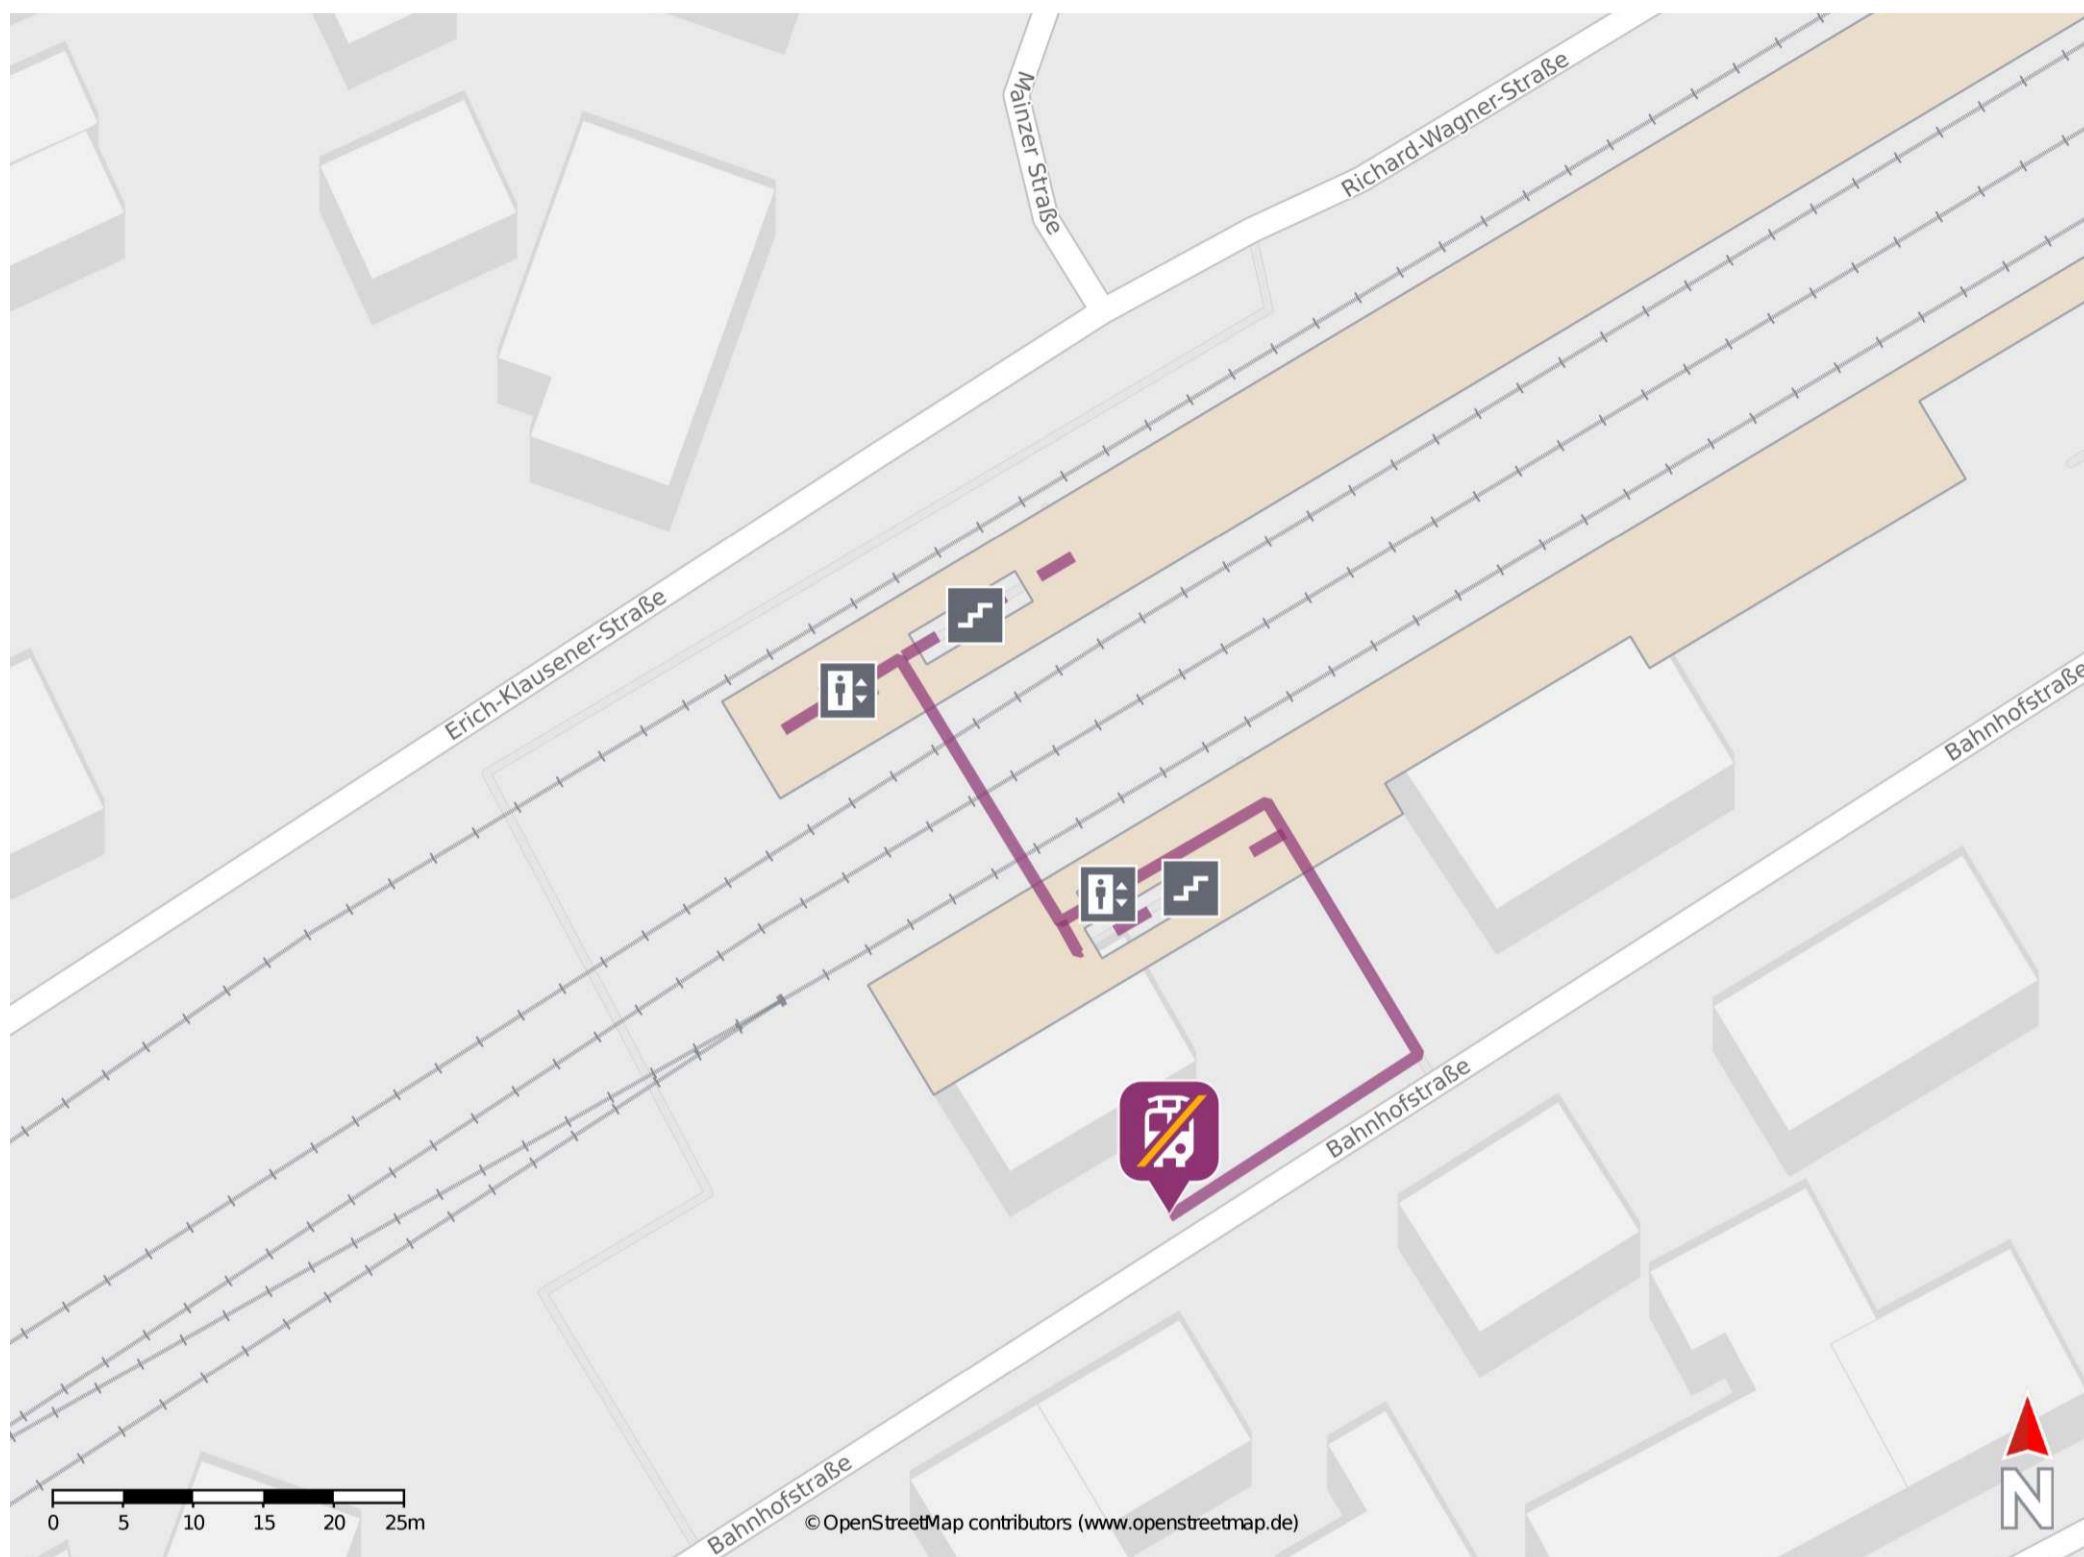 Mainzer Straße
Richard-Wagner-Straße
Erich-Klausener-Straße
Bahnhofstraße
Bahnhofstraße
Bahnhofstraße
0 5 10 15 20 25m
© OpenStreetMap contributors (www.openstreetmap.de)
N